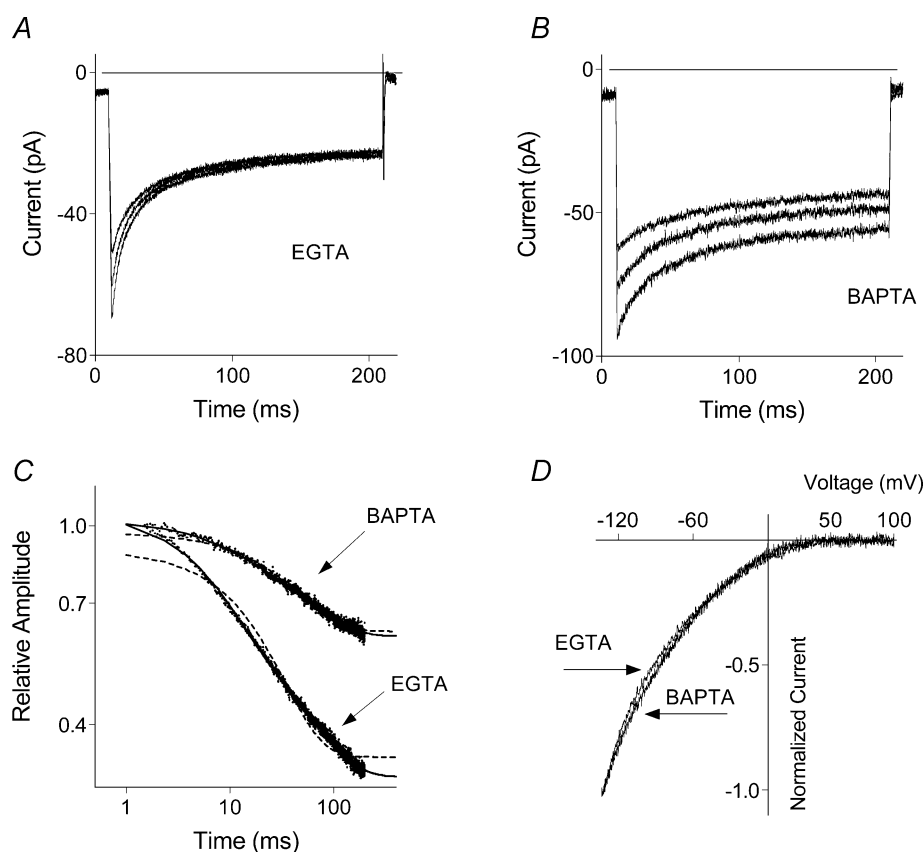 A
0
-40
-80
Current (pA)
EGTA
0
100
200
Time (ms)
B
0
-50
-100
Current (pA)
BAPTA
0
100
200
Time (ms)
C
1.0
0.7
0.4
Relative Amplitude
BAPTA
EGTA
1
10
100
Time (ms)
D
Voltage (mV)
-120
-60
0
50
100
EGTA
BAPTA
-0.5
-1.0
Normalized Current